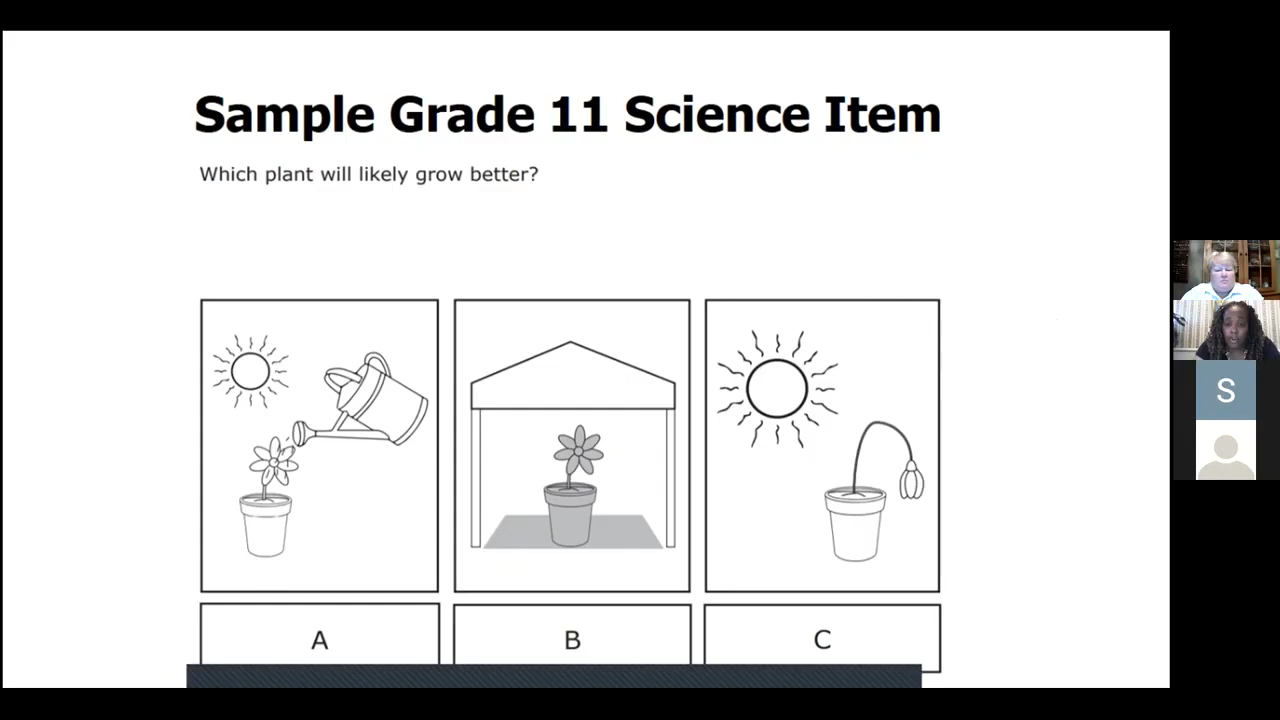 Sample Grade 11 Science Item
Which plant will likely grow better?
A
B
C
S